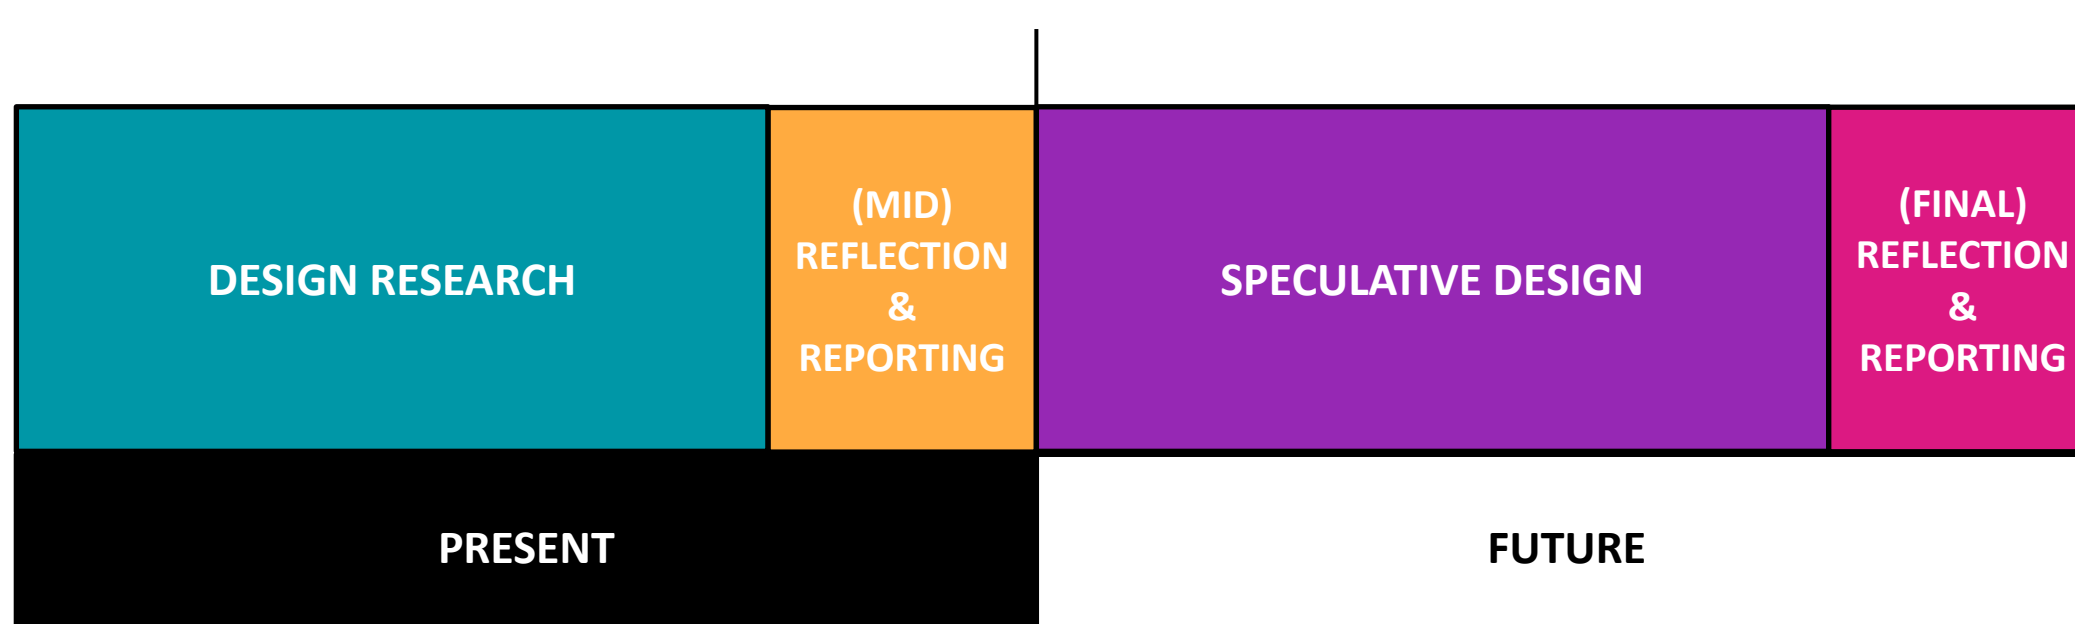 DESIGN RESEARCH
(MID)
REFLECTION
&
REPORTING
SPECULATIVE DESIGN
(FINAL)
REFLECTION
&
REPORTING
PRESENT
FUTURE